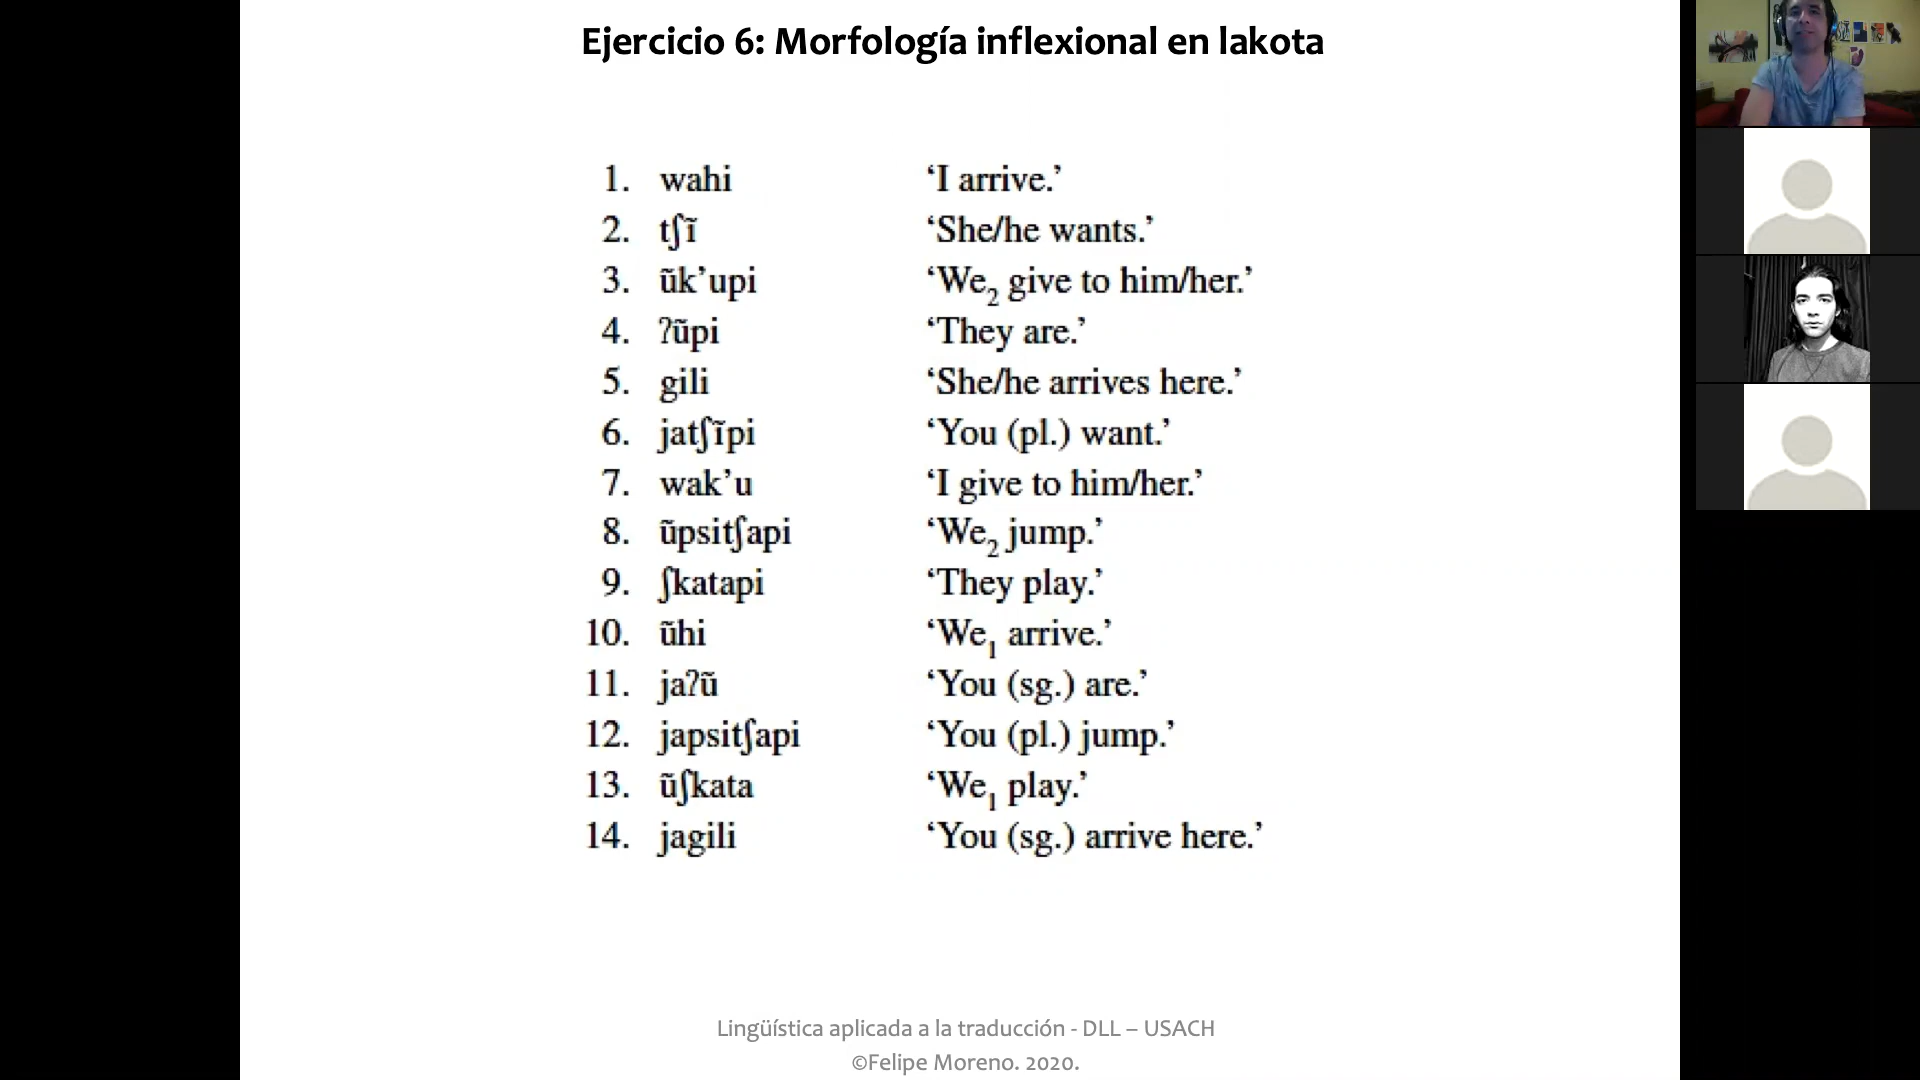 Ejercicio 6: Morfología inflexional en lakota
1. wahi ‘I arrive.’
2. tʃĩ ‘She/he wants.’
3. ũk’upi ‘We₂ give to him/her.’
4. ʔũpi ‘They are.’
5. gili ‘She/he arrives here.’
6. jatʃĩpi ‘You (pl.) want.’
7. wak’u ‘I give to him/her.’
8. ũpsitʃapi ‘We₂ jump.’
9. ʃkatapi ‘They play.’
10. ũhi ‘We₁ arrive.’
11. jaʔũ ‘You (sg.) are.’
12. japsitʃapi ‘You (pl.) jump.’
13. ũʃkata ‘We₁ play.’
14. jagili ‘You (sg.) arrive here.’
Lingüística aplicada a la traducción - DLL – USACH
©Felipe Moreno. 2020.